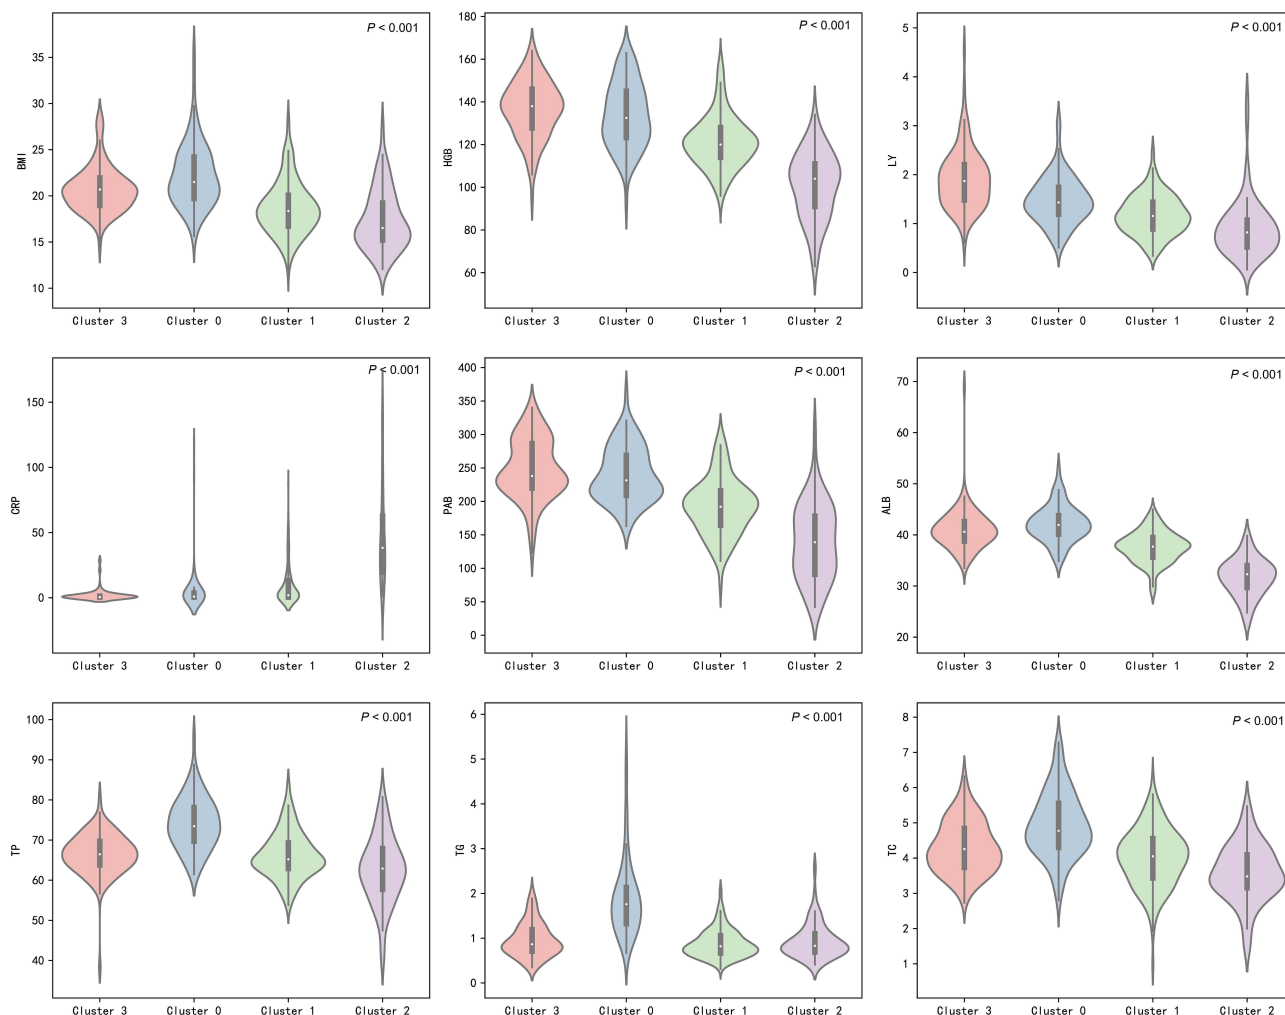 P < 0.001
35
30
25
20
15
10
BMI
Cluster 3 Cluster 0 Cluster 1 Cluster 2
P < 0.001
180
160
140
120
100
80
60
HGB
Cluster 3 Cluster 0 Cluster 1 Cluster 2
P < 0.001
5
4
3
2
1
0
LY
Cluster 3 Cluster 0 Cluster 1 Cluster 2
P < 0.001
150
100
50
0
CRP
Cluster 3 Cluster 0 Cluster 1 Cluster 2
P < 0.001
400
350
300
250
200
150
100
50
0
PAB
Cluster 3 Cluster 0 Cluster 1 Cluster 2
P < 0.001
70
60
50
40
30
20
ALB
Cluster 3 Cluster 0 Cluster 1 Cluster 2
P < 0.001
100
90
80
70
60
50
40
TP
Cluster 3 Cluster 0 Cluster 1 Cluster 2
P < 0.001
6
5
4
3
2
1
0
TG
Cluster 3 Cluster 0 Cluster 1 Cluster 2
P < 0.001
8
7
6
5
4
3
2
1
TC
Cluster 3 Cluster 0 Cluster 1 Cluster 2